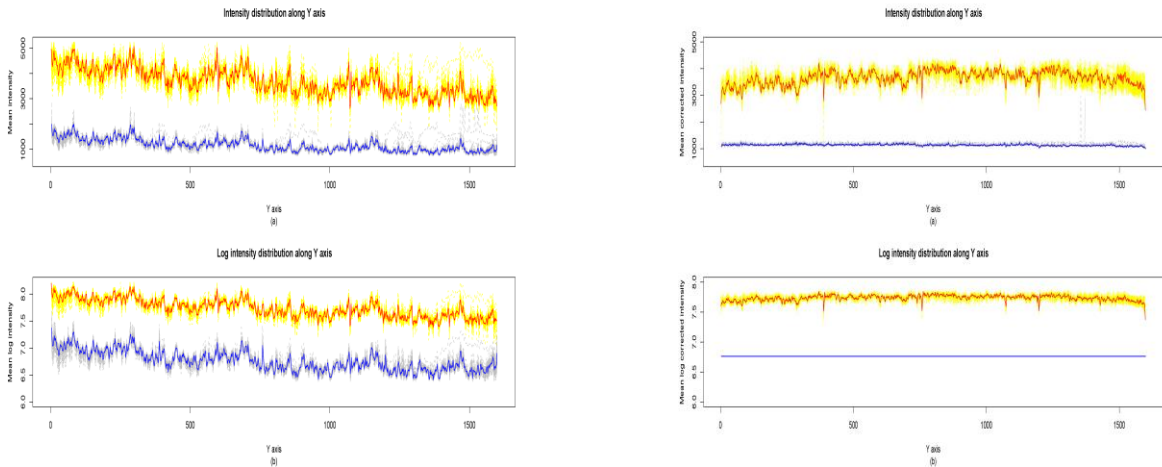 Intensity distribution along Y axis
Mean intensity
1000
3000
5000
0
500
1000
1500
Y axis
(a)
Intensity distribution along Y axis
Mean corrected intensity
1000
3000
5000
0
500
1000
1500
Y axis
(a)
Log intensity distribution along Y axis
Mean log intensity
6.0
6.5
7.0
7.5
8.0
0
500
1000
1500
Y axis
(b)
Log intensity distribution along Y axis
Mean log corrected intensity
6.0
6.5
7.0
7.5
8.0
0
500
1000
1500
Y axis
(b)